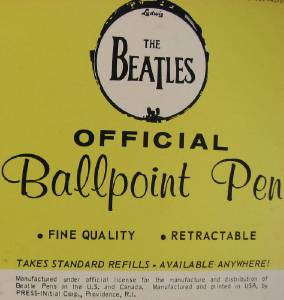 Ludwig
THE
BEATLES
OFFICIAL
Ballpoint Pen
• FINE QUALITY • RETRACTABLE
TAKES STANDARD REFILLS • AVAILABLE ANYWHERE!
Manufactured under official license for the manufacture and distribution of
Beatle Pens in the U.S. and Canada. Manufactured and printed in USA, by
PRESS-Initial Corp., Providence, R.I.